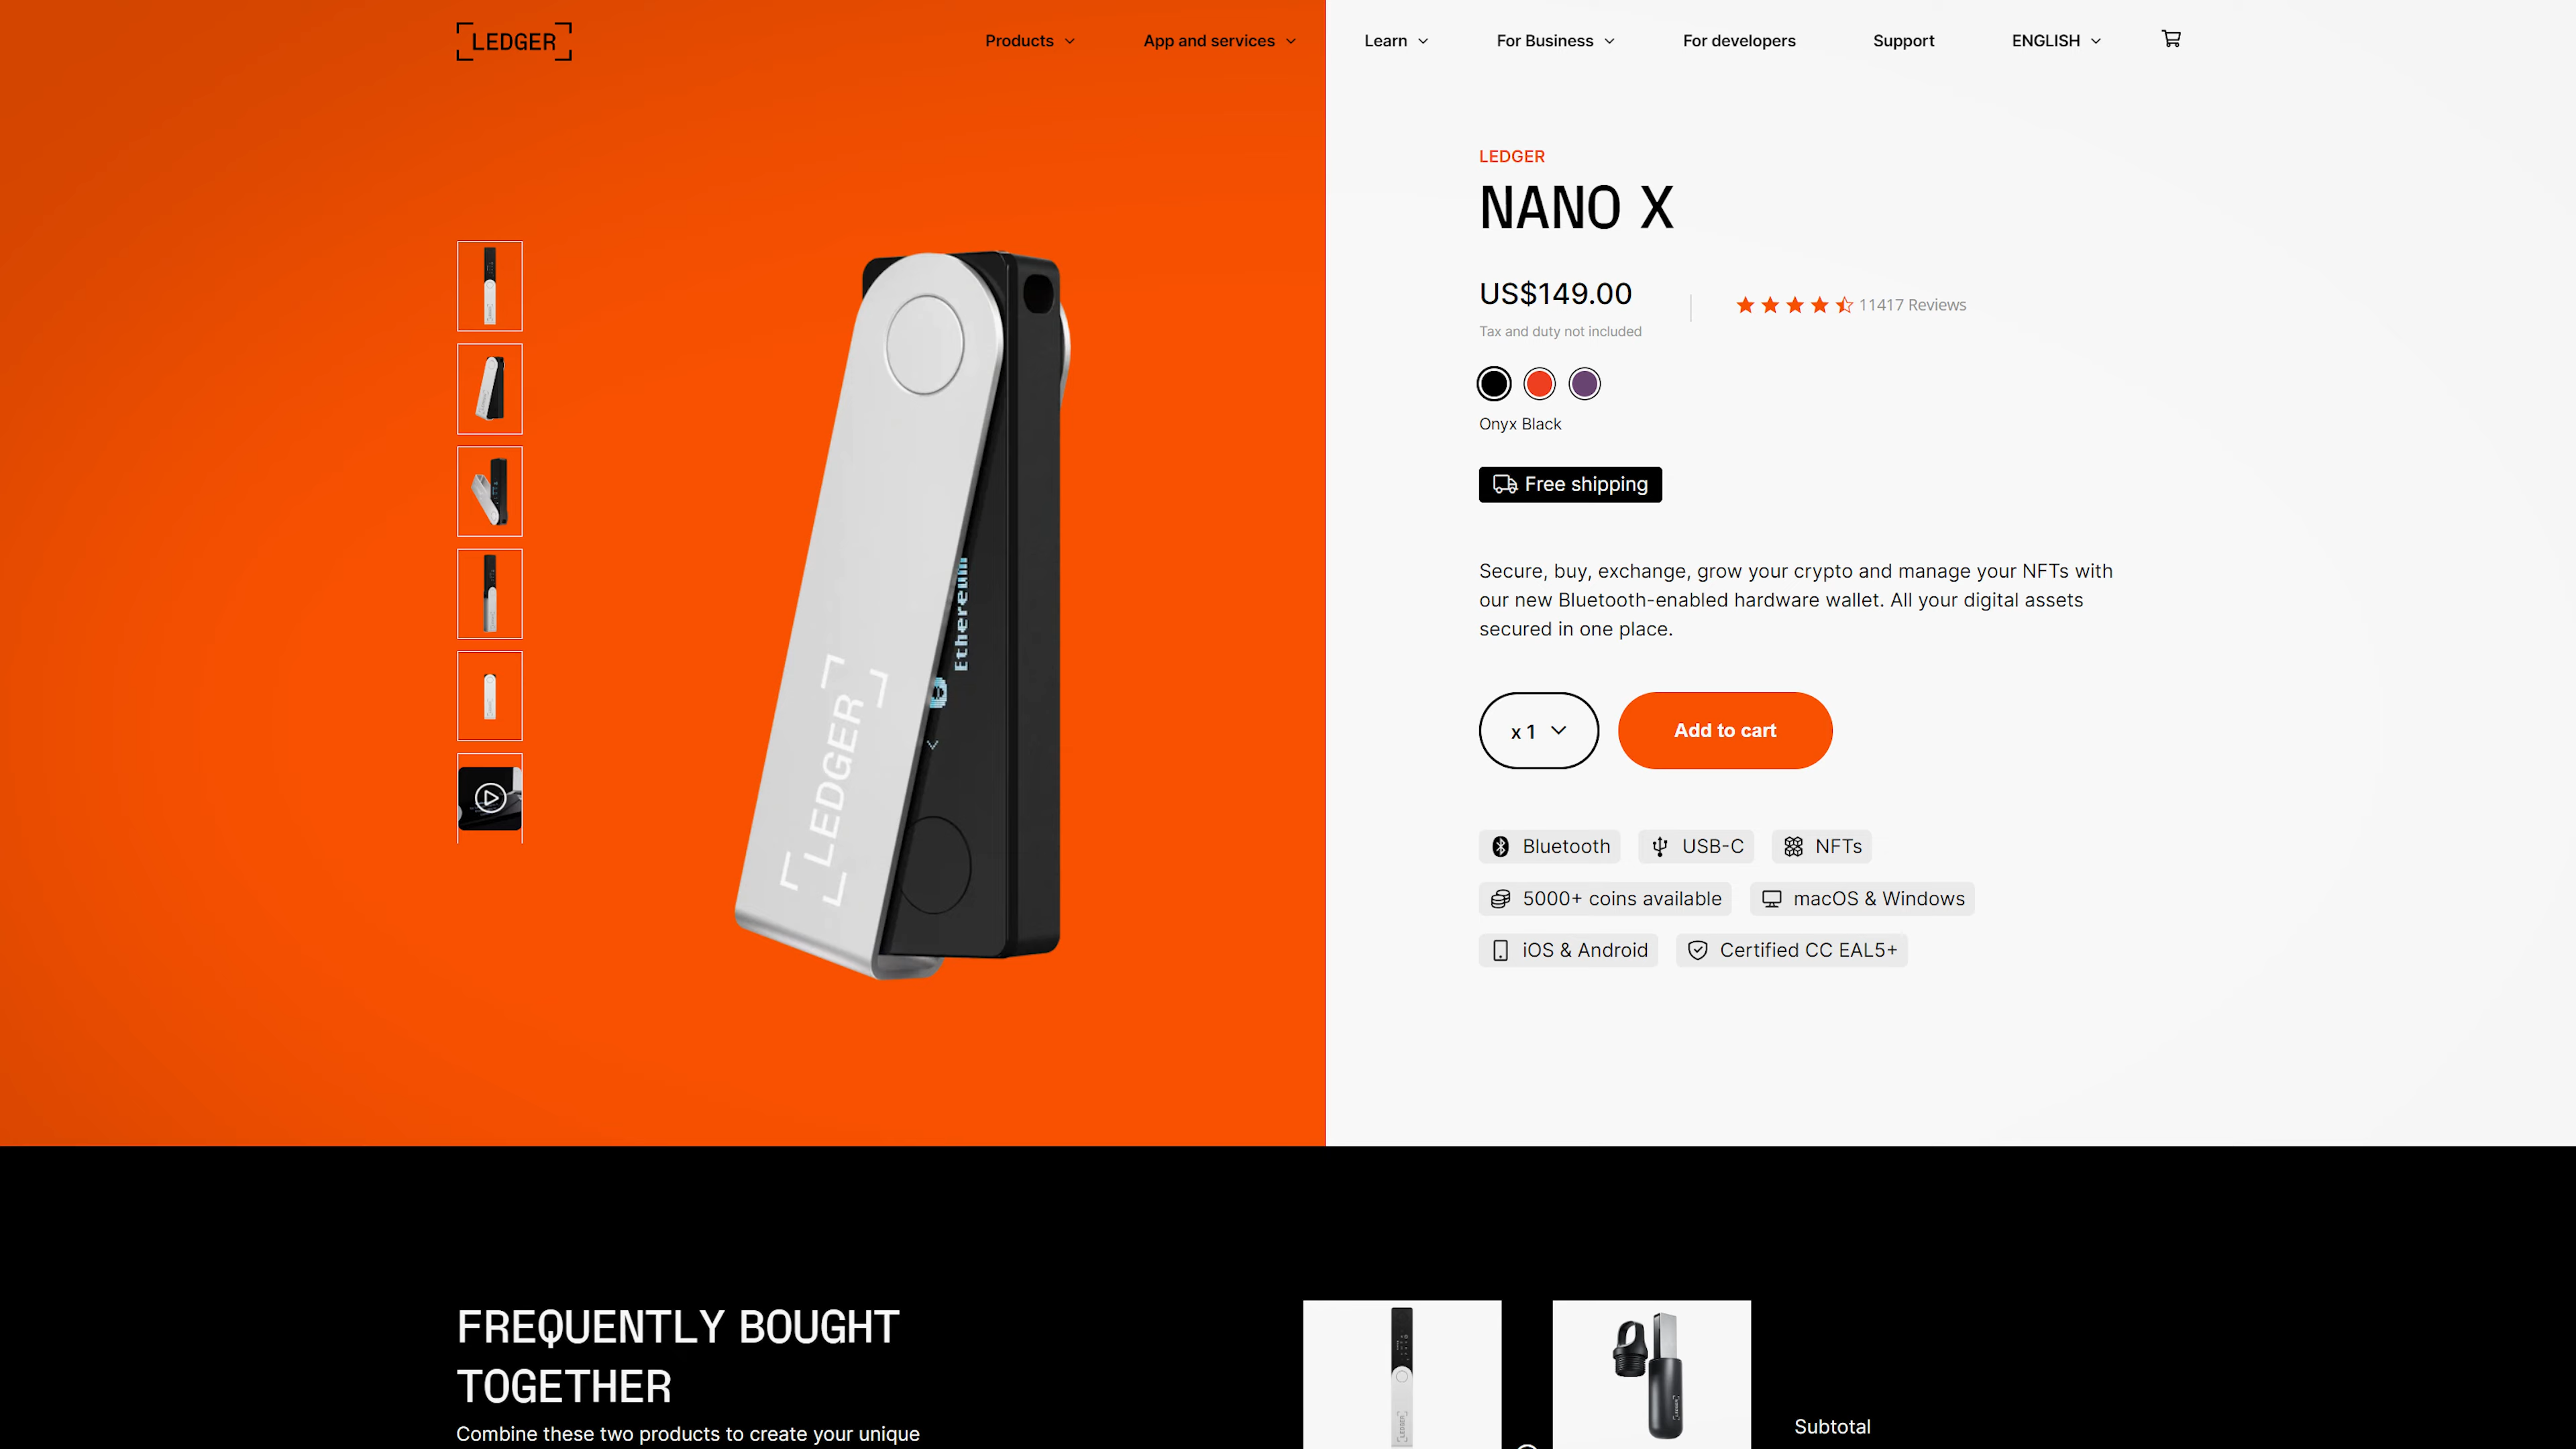 LEDGER
Products
App and services
Learn
For Business
For developers
Support
ENGLISH
LEDGER
NANO X
US$149.00
11417 Reviews
Tax and duty not included
Onyx Black
Free shipping
Secure, buy, exchange, grow your crypto and manage your NFTs with
our new Bluetooth-enabled hardware wallet. All your digital assets
secured in one place.
x 1
Add to cart
Bluetooth
USB-C
NFTs
5000+ coins available
macOS & Windows
iOS & Android
Certified CC EAL5+
Ethereum
LEDGER
FREQUENTLY BOUGHT
TOGETHER
Combine these two products to create your unique
Subtotal